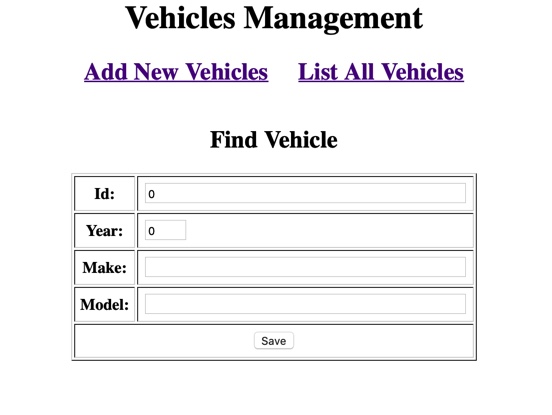 Vehicles Management
Add New Vehicles List All Vehicles
Find Vehicle
Id: 0
Year: 0
Make:
Model:
Save